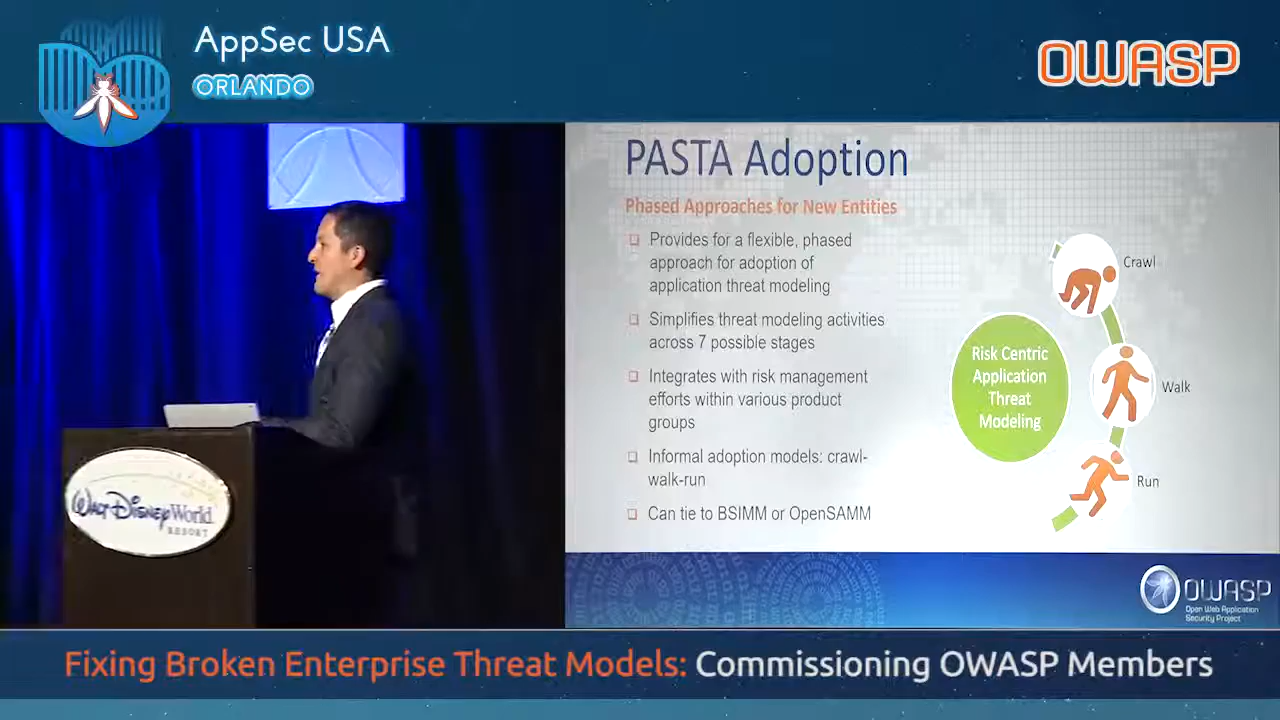 AppSec USA
ORLANDO
OWASP
PASTA Adoption
Phased Approaches for New Entities
Provides for a flexible, phased
approach for adoption of
application threat modeling
Simplifies threat modeling activities
across 7 possible stages
Integrates with risk management
efforts within various product
groups
Informal adoption models: crawl-
walk-run
Can tie to BSIMM or OpenSAMM
Risk Centric
Application
Threat
Modeling
Crawl
Walk
Run
OWASP
Open Web Application
Security Project
Walt Disney World
RESORT
Fixing Broken Enterprise Threat Models: Commissioning OWASP Members